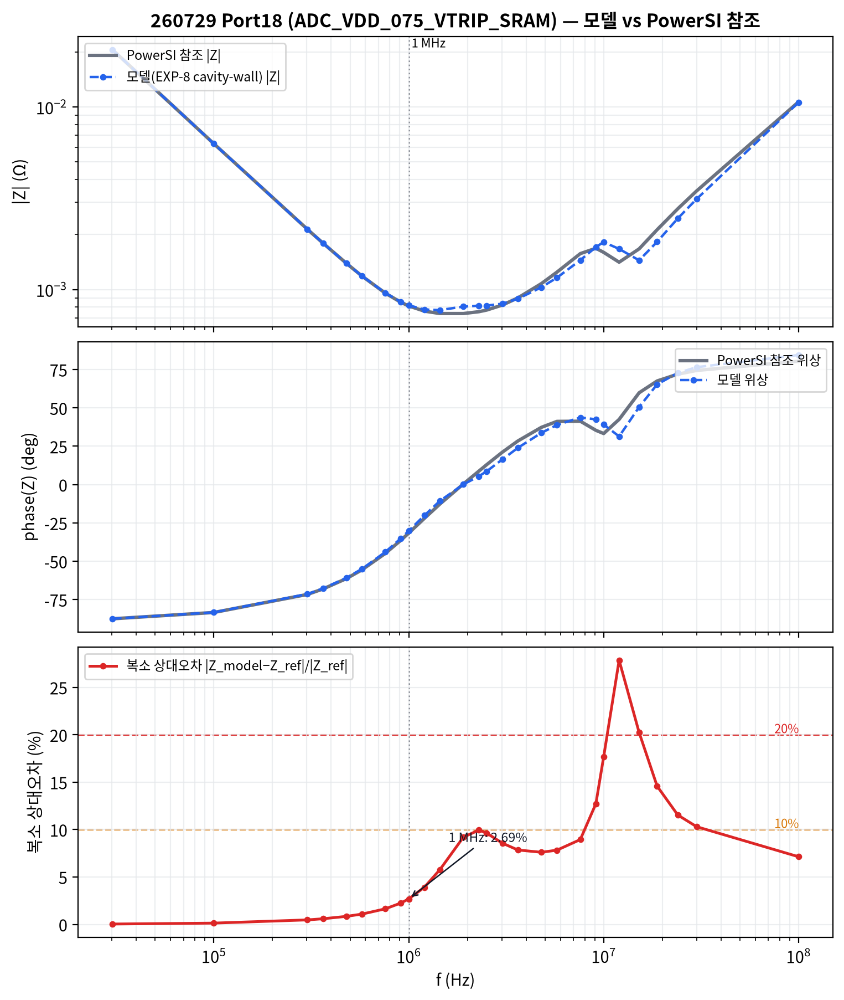 260729 Port18 (ADC_VDD_075_VTRIP_SRAM) — 모델 vs PowerSI 참조
1 MHz
PowerSI 참조 |Z|
모델(EXP-8 cavity-wall) |Z|
|Z| (Ω)
10⁻²
10⁻³
PowerSI 참조 위상
모델 위상
phase(Z) (deg)
75
50
25
0
-25
-50
-75
복소 상대오차 |Z_model−Z_ref|/|Z_ref|
복소 상대오차 (%)
25
20
15
10
5
0
20%
10%
1 MHz: 2.69%
10⁵ 10⁶ 10⁷ 10⁸
f (Hz)